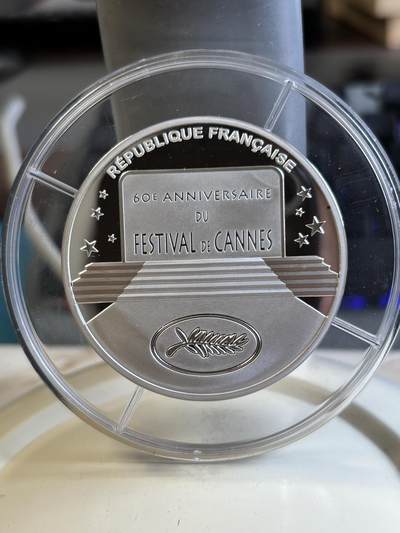 RÉPUBLIQUE FRANÇAISE
60E ANNIVERSAIRE
DU
FESTIVAL DE CANNES